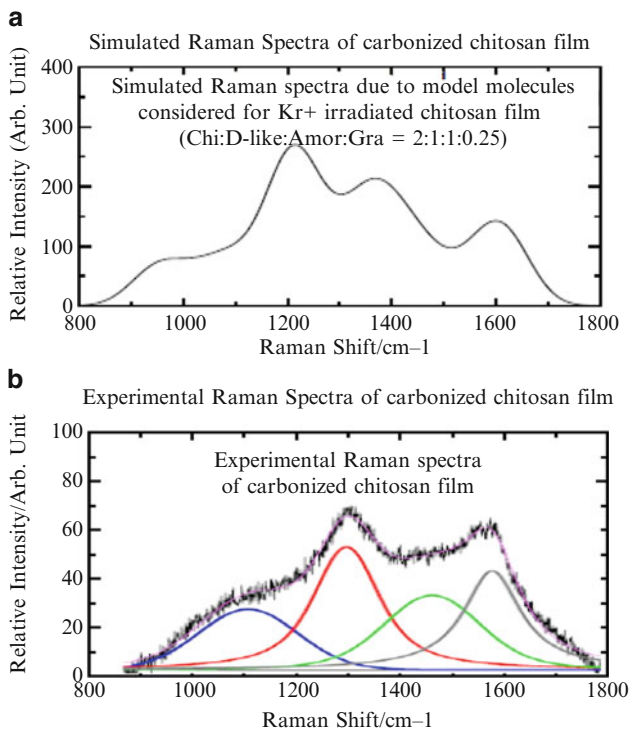 a
Simulated Raman Spectra of carbonized chitosan film
Relative Intensity (Arb. Unit)
400
300
200
100
0
Simulated Raman spectra due to model molecules
considered for Kr+ irradiated chitosan film
(Chi:D-like:Amor:Gra = 2:1:1:0.25)
800 1000 1200 1400 1600 1800
Raman Shift/cm–1
b
Experimental Raman Spectra of carbonized chitosan film
Relative Intensity/Arb. Unit
100
80
60
40
20
0
Experimental Raman spectra
of carbonized chitosan film
800 1000 1200 1400 1600 1800
Raman Shift/cm–1